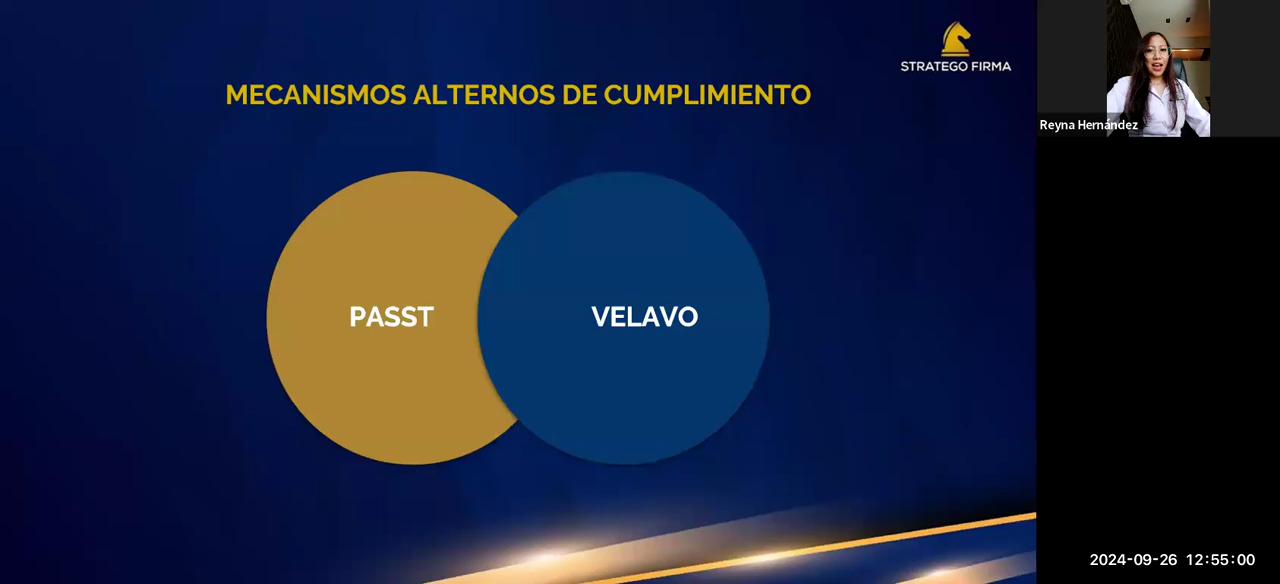 STRATEGO FIRMA
MECANISMOS ALTERNOS DE CUMPLIMIENTO
PASST
VELAVO
Reyna Hernández
2024-09-26 12:55:00